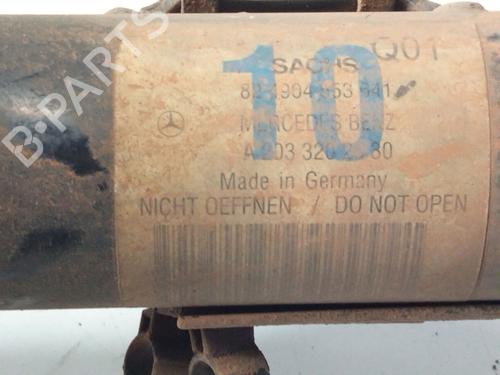 B-PARTS
10
Q01
SACHS
MERCEDES BENZ
Made in Germany
NICHT OEFFNEN / DO NOT OPEN